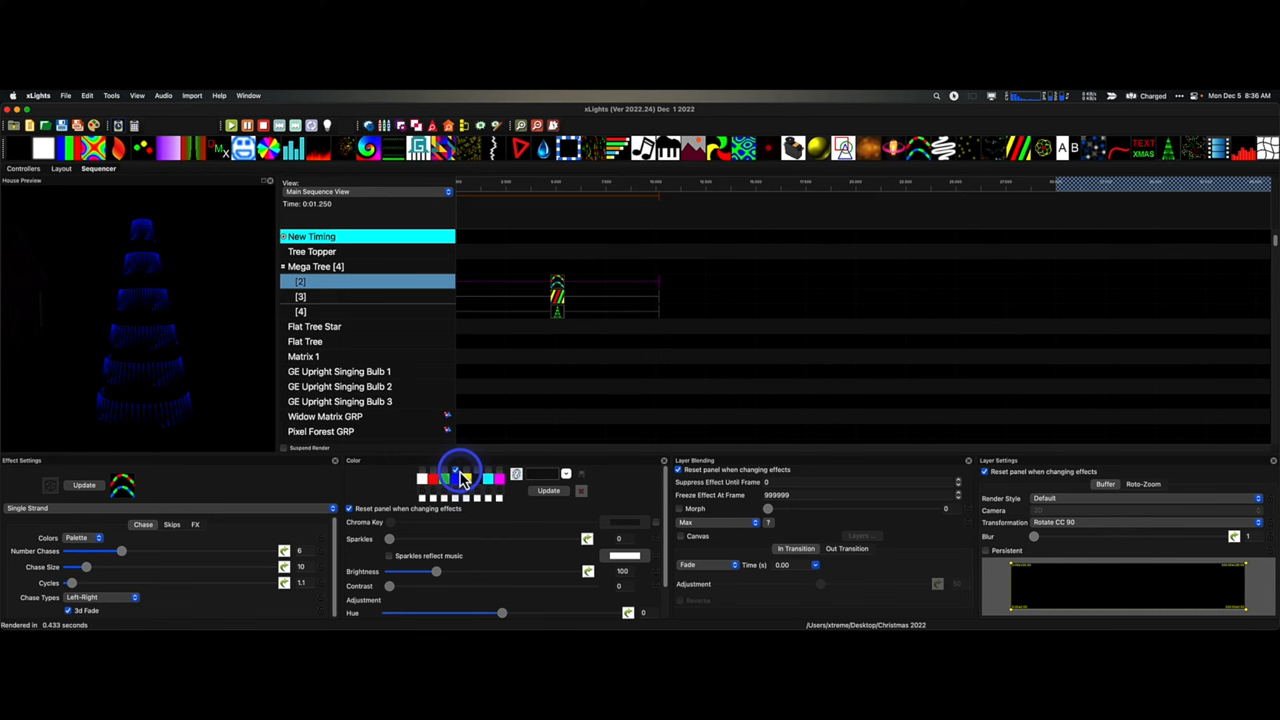 xLights File Edit Tools View Audio Import Help Window Charged Mon Dec 5 8:36 AM
xLights (Ver 2022.24) Dec 1 2022
Controllers Layout Sequencer
House Preview
View:
Main Sequence View
Time: 0:01.250
New Timing
Tree Topper
Mega Tree [4]
[2]
[3]
[4]
Flat Tree Star
Flat Tree
Matrix 1
GE Upright Singing Bulb 1
GE Upright Singing Bulb 2
GE Upright Singing Bulb 3
Widow Matrix GRP
Pixel Forest GRP
Suspend Render
Effect Settings
Update
Single Strand
Chase Skips FX
Colors Palette
Number Chases 6
Chase Size 10
Cycles 1.1
Chase Types Left-Right
3d Fade
Color
Update
Reset panel when changing effects
Chroma Key
Sparkles 0
Sparkles reflect music
Brightness 100
Contrast 0
Adjustment
Hue 0
Layer Blending
Reset panel when changing effects
Suppress Effect Until Frame 0
Freeze Effect At Frame 999999
Morph 0
Max ?
Canvas Layers...
In Transition Out Transition
Fade Time (s) 0.00
Adjustment 50
Reverse
Layer Settings
Reset panel when changing effects
Buffer Roto-Zoom
Render Style Default
Camera 2D
Transformation Rotate CC 90
Blur 1
Persistent
Rendered in 0.433 seconds
/Users/xtreme/Desktop/Christmas 2022